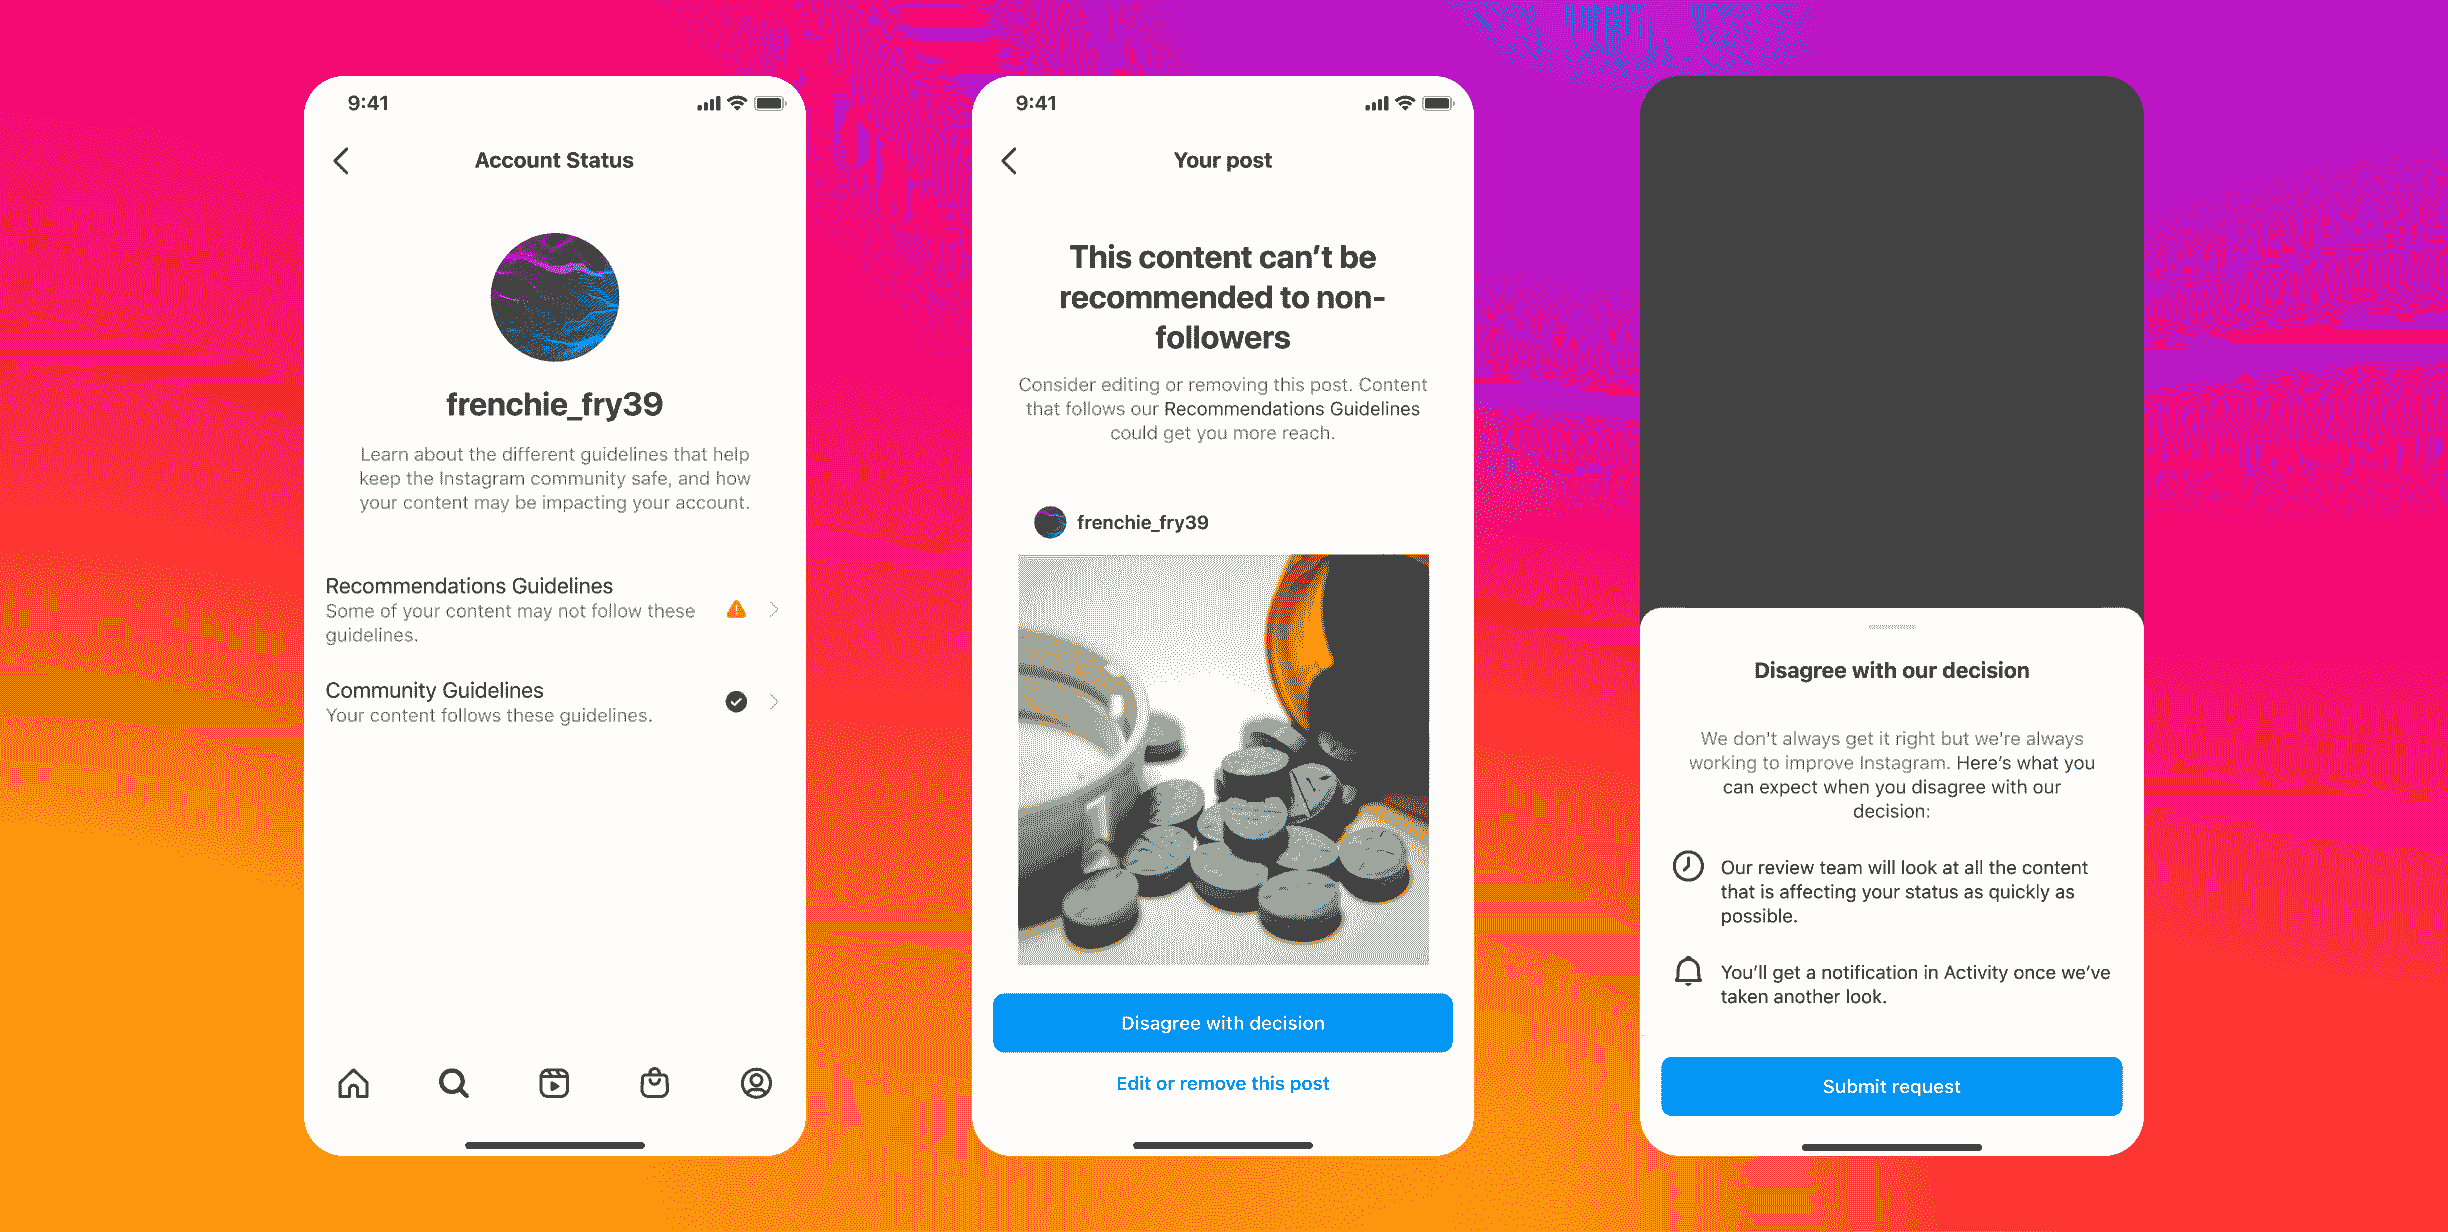 9:41
Account Status
frenchie_fry39
Learn about the different guidelines that help
keep the Instagram community safe, and how
your content may be impacting your account.
Recommendations Guidelines
Some of your content may not follow these
guidelines.
Community Guidelines
Your content follows these guidelines.
9:41
Your post
This content can't be
recommended to non-
followers
Consider editing or removing this post. Content
that follows our Recommendations Guidelines
could get you more reach.
frenchie_fry39
Disagree with decision
Edit or remove this post
Disagree with our decision
We don't always get it right but we're always
working to improve Instagram. Here's what you
can expect when you disagree with our
decision:
Our review team will look at all the content
that is affecting your status as quickly as
possible.
You'll get a notification in Activity once we've
taken another look.
Submit request